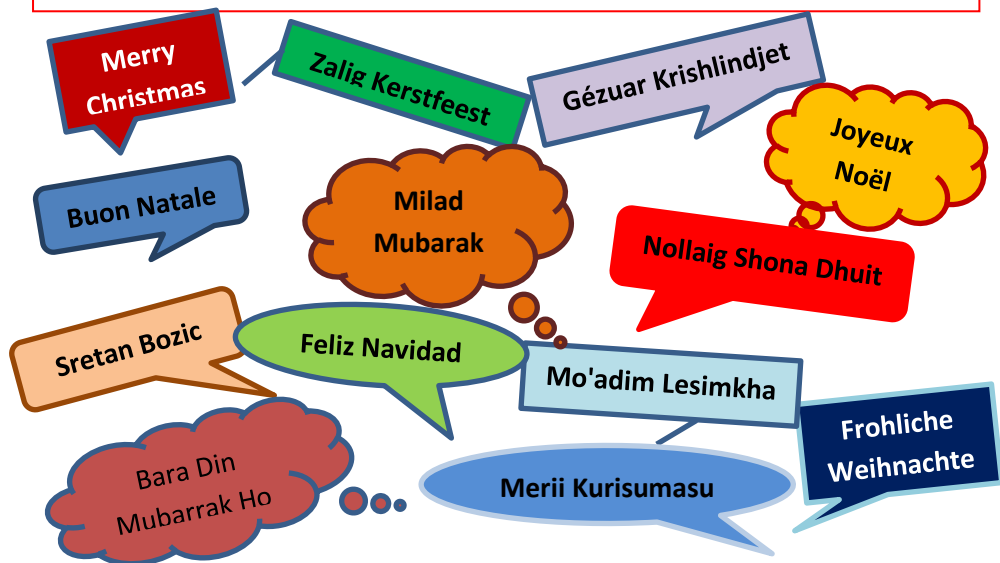 Merry
Christmas
Zalig Kerstfeest
Gézuar Krishlindjet
Joyeux
Noël
Buon Natale
Milad
Mubarak
Nollaig Shona Dhuit
Sretan Bozic
Feliz Navidad
Mo'adim Lesimkha
Frohliche
Weihnachte
Bara Din
Mubarrak Ho
Merii Kurisumasu